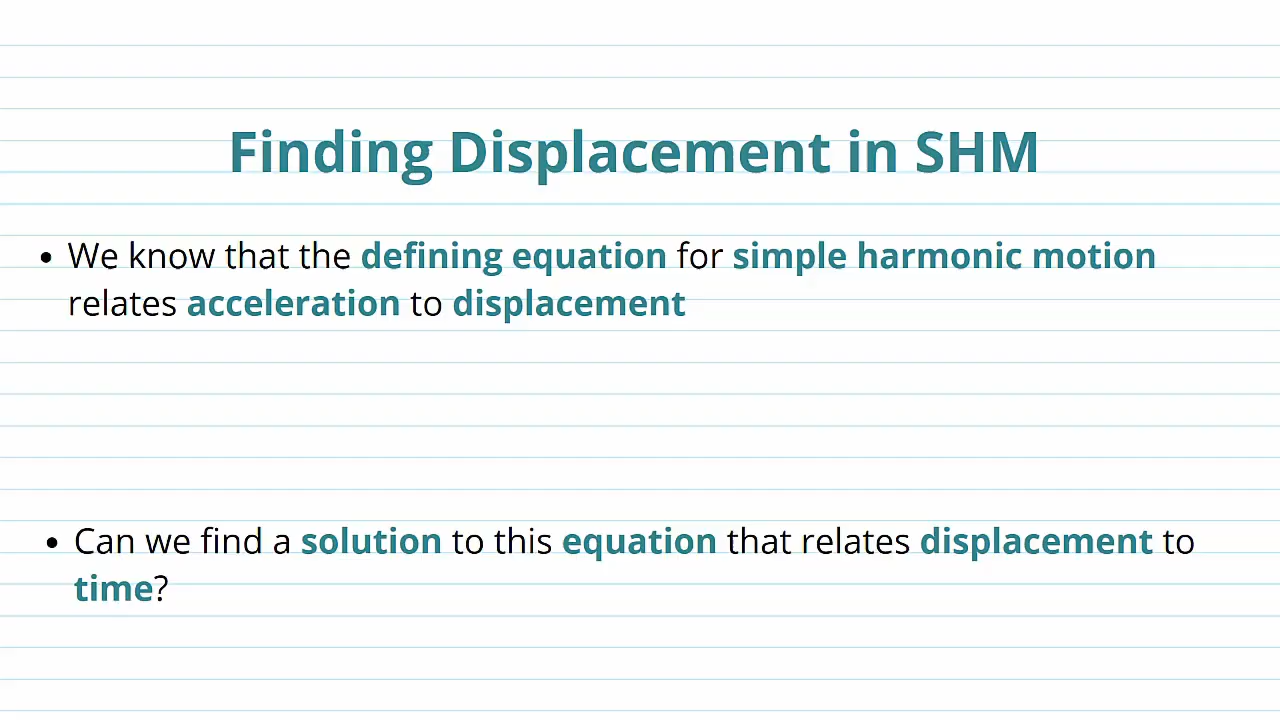 Finding Displacement in SHM
• We know that the defining equation for simple harmonic motion
relates acceleration to displacement
• Can we find a solution to this equation that relates displacement to
time?